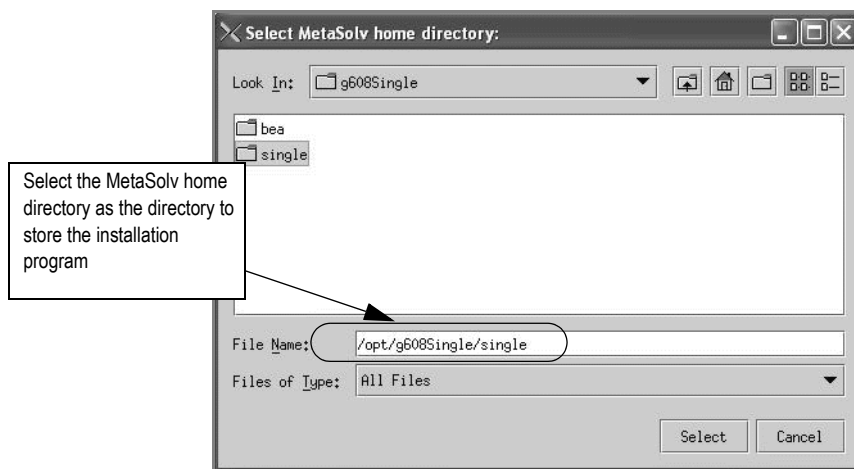 Select MetaSolv home directory:
Look In: g608Single
bea
single
Select the MetaSolv home
directory as the directory to
store the installation
program
File Name: /opt/g608Single/single
Files of Type: All Files
Select Cancel